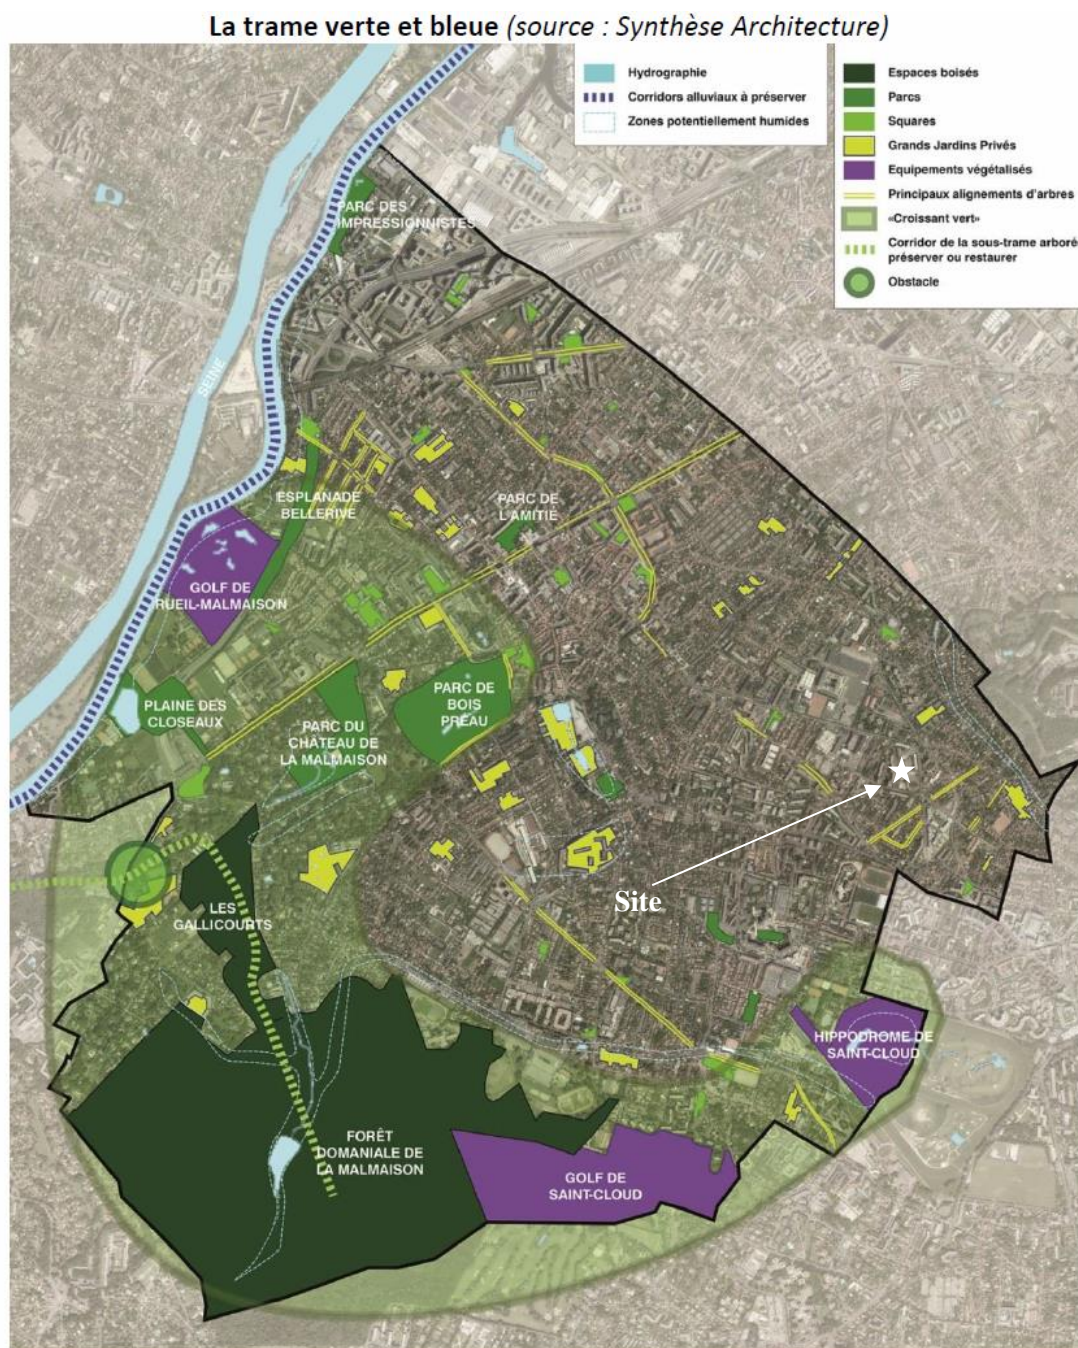 La trame verte et bleue (source : Synthèse Architecture)
Hydrographie
Corridors alluviaux à préserver
Zones potentiellement humides
Espaces boisés
Parcs
Squares
Grands Jardins Privés
Equipements végétalisés
Principaux alignements d'arbres
«Croissant vert»
Corridor de la sous-trame arboré
préserver ou restaurer
Obstacle
PARC DES
IMPRESSIONNISTES
SEINE
ESPLANADE
BELLERIVE
PARC DE
L'AMITIÉ
GOLF DE
RUEIL-MALMAISON
PLAINE DES
CLOSEAUX
PARC DU
CHÂTEAU DE
LA MALMAISON
PARC DE
BOIS
PRÉAU
Site
LES
GALLICOURTS
HIPPODROME DE
SAINT-CLOUD
FORÊT
DOMANIALE DE
LA MALMAISON
GOLF DE
SAINT-CLOUD